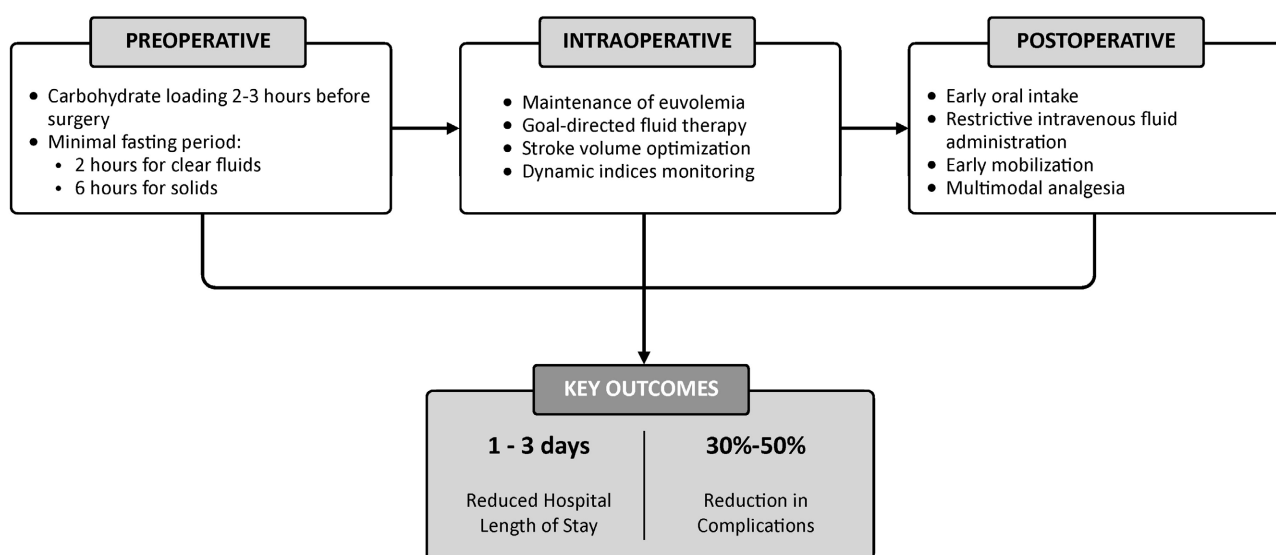 PREOPERATIVE
• Carbohydrate loading 2-3 hours before
surgery
• Minimal fasting period:
• 2 hours for clear fluids
• 6 hours for solids
INTRAOPERATIVE
• Maintenance of euvolemia
• Goal-directed fluid therapy
• Stroke volume optimization
• Dynamic indices monitoring
POSTOPERATIVE
• Early oral intake
• Restrictive intravenous fluid
administration
• Early mobilization
• Multimodal analgesia
KEY OUTCOMES
1 - 3 days
Reduced Hospital
Length of Stay
30%-50%
Reduction in
Complications